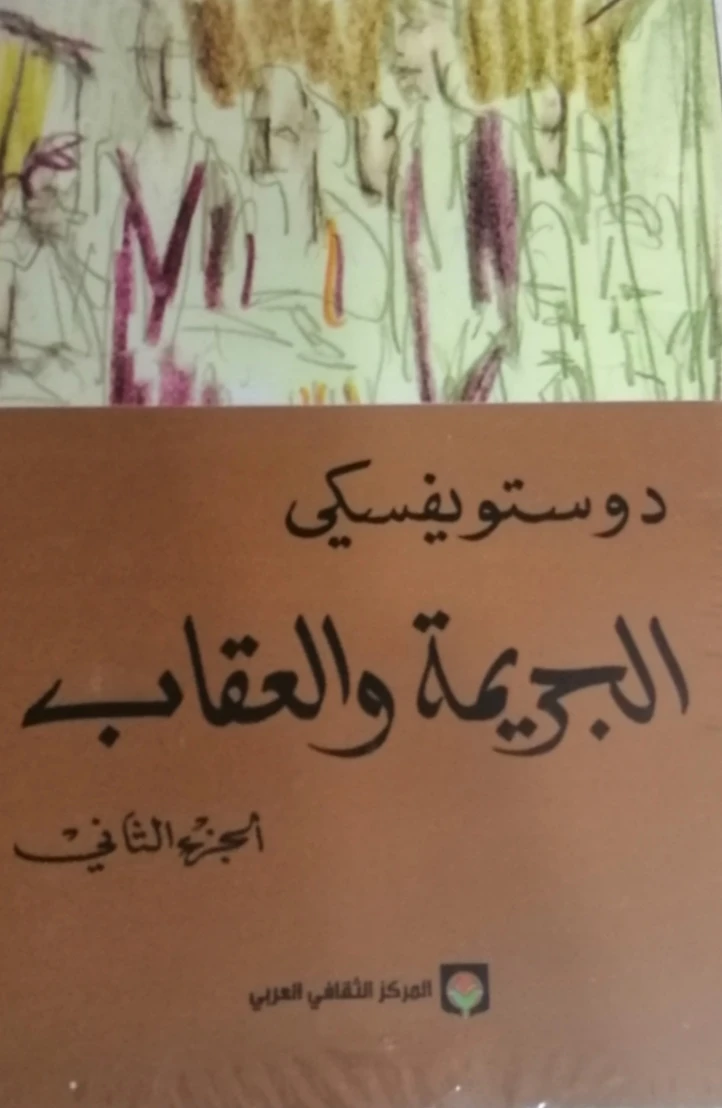 دوستويفسكي
الجريمة والعقاب
الجزء الثاني
المركز الثقافي العربي